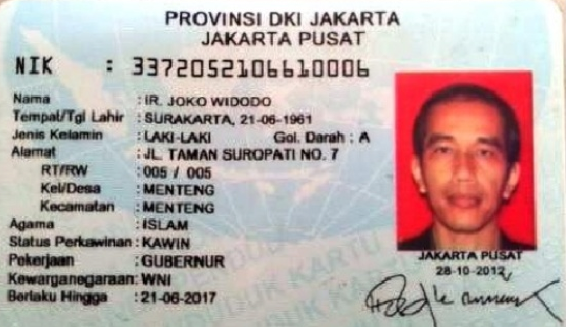 PROVINSI DKI JAKARTA
JAKARTA PUSAT
NIK : 3372052106610006
Nama : IR. JOKO WIDODO
Tempat/Tgl Lahir : SURAKARTA, 21-06-1961
Jenis Kelamin : LAKI-LAKI Gol. Darah : A
Alamat : JL. TAMAN SUROPATI NO. 7
RT/RW : 005 / 005
Kel/Desa : MENTENG
Kecamatan : MENTENG
Agama : ISLAM
Status Perkawinan : KAWIN
Pekerjaan : GUBERNUR
Kewarganegaraan: WNI
Berlaku Hingga : 21-06-2017
JAKARTA PUSAT
28-10-2012